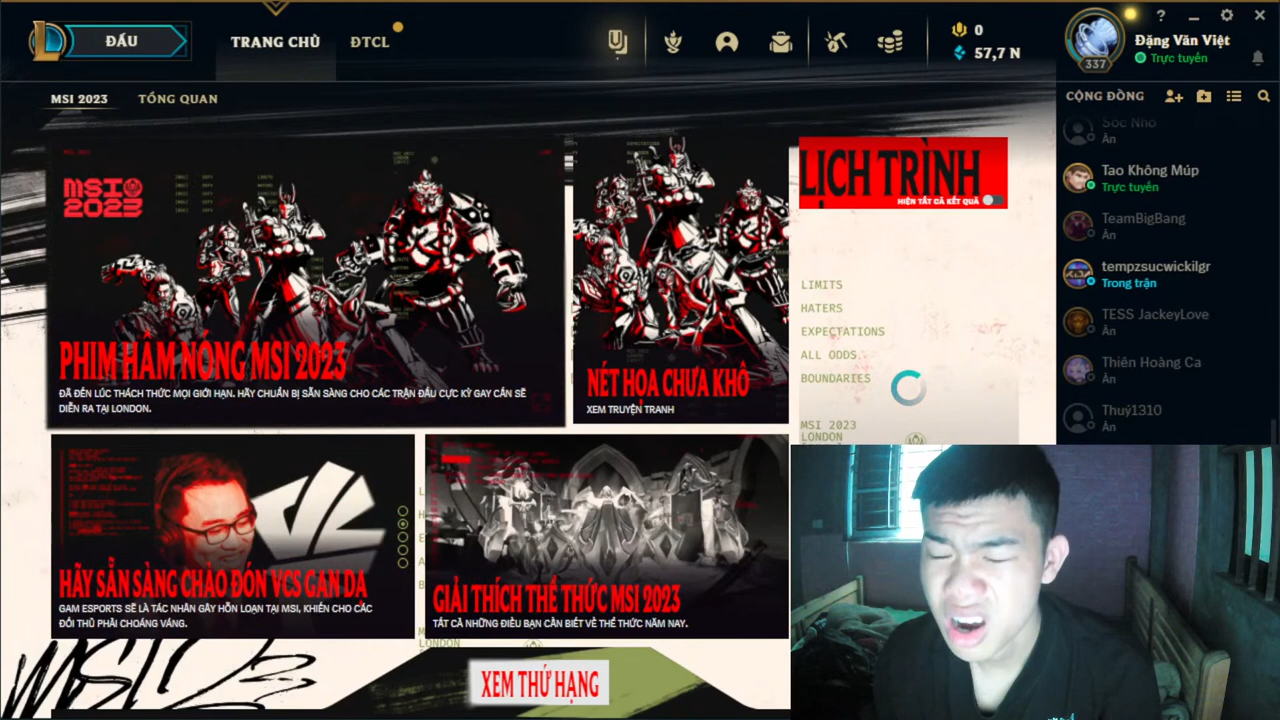 ĐẤU
TRANG CHỦ
ĐTCL
0
57,7 N
337
Đặng Văn Việt
Trực tuyến
MSI 2023
TỔNG QUAN
CỘNG ĐỒNG
Sóc Nhỏ
Ẩn
Tao Không Múp
Trực tuyến
TeamBigBang
Ẩn
tempzsucwickilgr
Trong trận
TESS JackeyLove
Ẩn
Thiên Hoàng Ca
Ẩn
Thuý1310
Ẩn
MSI
2023
PHIM HÂM NÓNG MSI 2023
ĐÃ ĐẾN LÚC THÁCH THỨC MỌI GIỚI HẠN. HÃY CHUẨN BỊ SẴN SÀNG CHO CÁC TRẬN ĐẤU CỰC KỲ GAY CẤN SẼ
DIỄN RA TẠI LONDON.
NÉT HỌA CHƯA KHÔ
XEM TRUYỆN TRANH
LỊCH TRÌNH
HIỆN TẤT CẢ KẾT QUẢ
LIMITS
HATERS
EXPECTATIONS
ALL ODDS
BOUNDARIES
MSI 2023
LONDON
HÃY SẴN SÀNG CHÀO ĐÓN VCS GAN DẠ
GAM ESPORTS SẼ LÀ TÁC NHÂN GÂY HỖN LOẠN TẠI MSI, KHIẾN CHO CÁC
ĐỐI THỦ PHẢI CHOÁNG VÁNG.
GIẢI THÍCH THỂ THỨC MSI 2023
TẤT CẢ NHỮNG ĐIỀU BẠN CẦN BIẾT VỀ THỂ THỨC NĂM NAY.
LONDON
XEM THỨ HẠNG